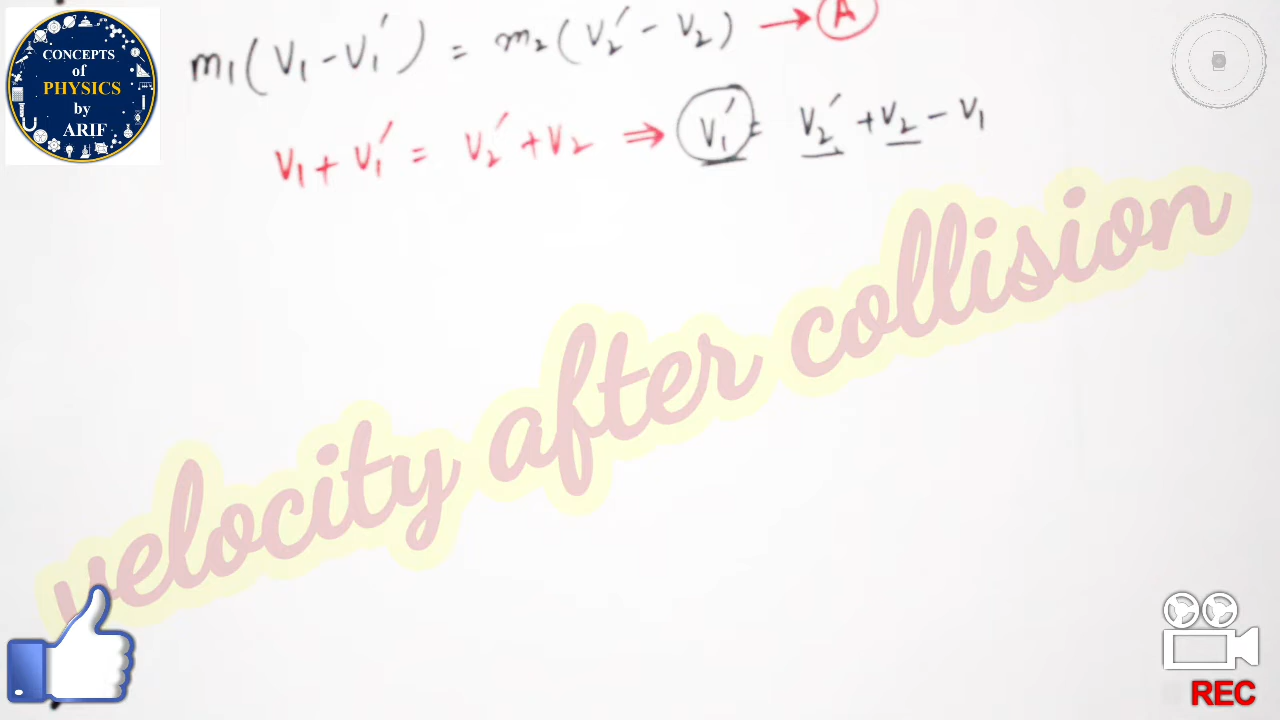 CONCEPTS
of
PHYSICS
by
ARIF
m₁(V₁ - V₁′) = m₂(V₂′ - V₂) → A
V₁ + V₁′ = V₂′ + V₂ ⇒ V₁′ = V₂′ + V₂ - V₁
velocity after collision
REC